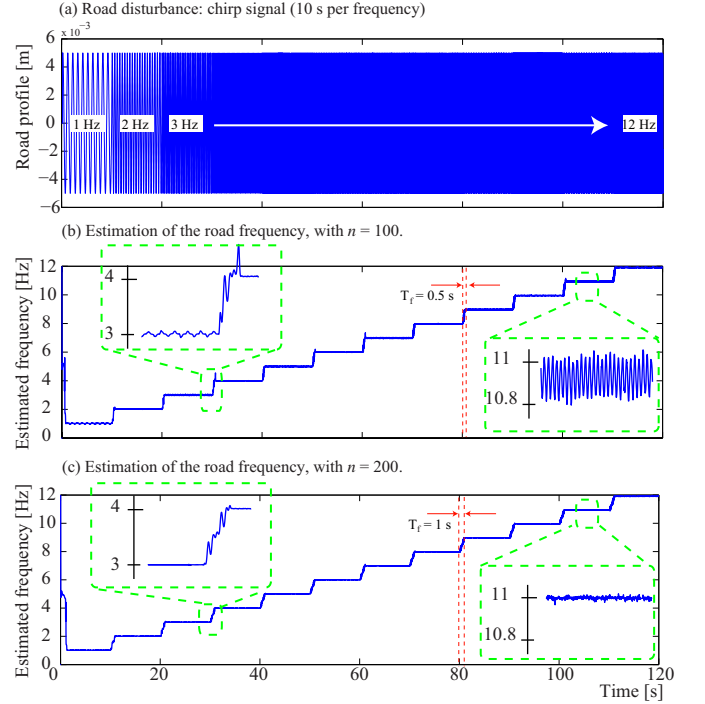 (a) Road disturbance: chirp signal (10 s per frequency)
x 10⁻³
Road profile [m]
6
4
2
0
−2
−4
−6
1 Hz
2 Hz
3 Hz
12 Hz
(b) Estimation of the road frequency, with n = 100.
Estimated frequency [Hz]
12
10
8
6
4
2
0
4
3
T_f = 0.5 s
11
10.8
(c) Estimation of the road frequency, with n = 200.
Estimated frequency [Hz]
12
10
8
6
4
2
0
4
3
T_f = 1 s
11
10.8
0
20
40
60
80
100
120
Time [s]